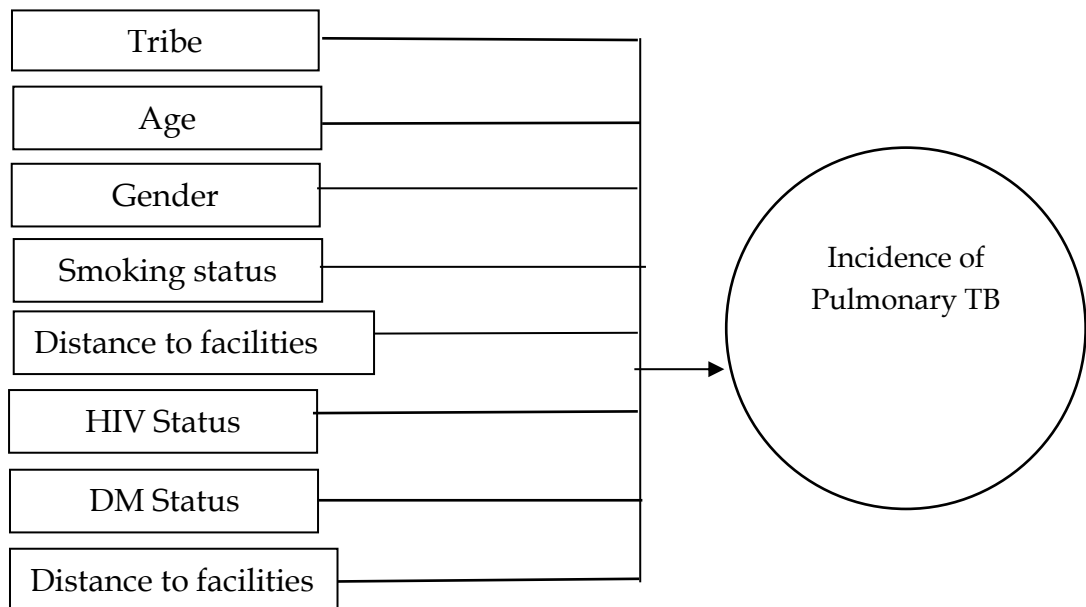 Tribe
Age
Gender
Smoking status
Distance to facilities
HIV Status
DM Status
Distance to facilities
Incidence of
Pulmonary TB